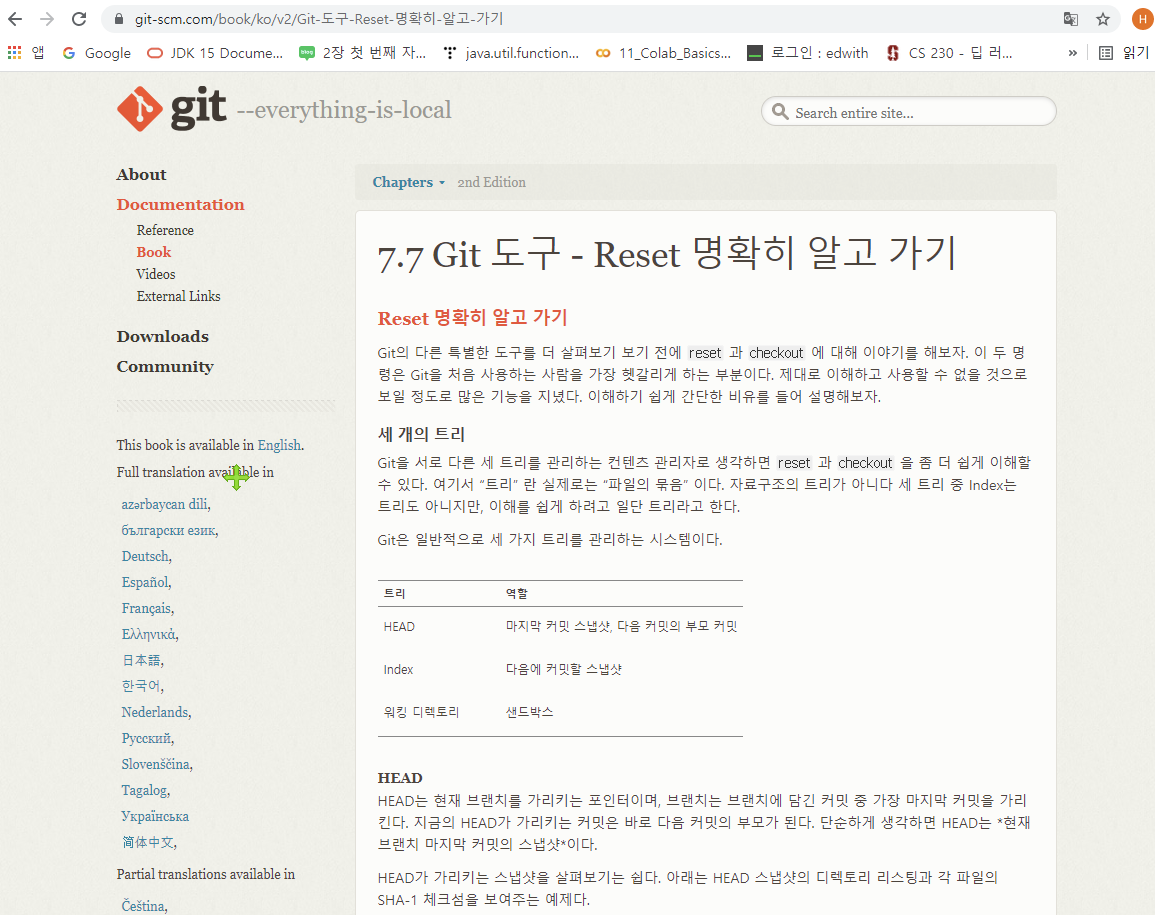 git-scm.com/book/ko/v2/Git-도구-Reset-명확히-알고-가기
H
앱 Google JDK 15 Docume... blog 2장 첫 번째 자... java.util.function... 11_Colab_Basics... 로그인 : edwith CS 230 - 딥 러... » 읽기
git --everything-is-local
Search entire site...
About
Documentation
Reference
Book
Videos
External Links
Downloads
Community
This book is available in English.
Full translation available in
azərbaycan dili,
български език,
Deutsch,
Español,
Français,
Ελληνικά,
日本語,
한국어,
Nederlands,
Русский,
Slovenščina,
Tagalog,
Українська
简体中文,
Partial translations available in
Čeština,
Chapters 2nd Edition
7.7 Git 도구 - Reset 명확히 알고 가기
Reset 명확히 알고 가기
Git의 다른 특별한 도구를 더 살펴보기 보기 전에 reset 과 checkout 에 대해 이야기를 해보자. 이 두 명
령은 Git을 처음 사용하는 사람을 가장 헷갈리게 하는 부분이다. 제대로 이해하고 사용할 수 없을 것으로
보일 정도로 많은 기능을 지녔다. 이해하기 쉽게 간단한 비유를 들어 설명해보자.
세 개의 트리
Git을 서로 다른 세 트리를 관리하는 컨텐츠 관리자로 생각하면 reset 과 checkout 을 좀 더 쉽게 이해할
수 있다. 여기서 “트리” 란 실제로는 “파일의 묶음” 이다. 자료구조의 트리가 아니다 세 트리 중 Index는
트리도 아니지만, 이해를 쉽게 하려고 일단 트리라고 한다.
Git은 일반적으로 세 가지 트리를 관리하는 시스템이다.
트리 역할
HEAD 마지막 커밋 스냅샷, 다음 커밋의 부모 커밋
Index 다음에 커밋할 스냅샷
워킹 디렉토리 샌드박스
HEAD
HEAD는 현재 브랜치를 가리키는 포인터이며, 브랜치는 브랜치에 담긴 커밋 중 가장 마지막 커밋을 가리
킨다. 지금의 HEAD가 가리키는 커밋은 바로 다음 커밋의 부모가 된다. 단순하게 생각하면 HEAD는 *현재
브랜치 마지막 커밋의 스냅샷*이다.
HEAD가 가리키는 스냅샷을 살펴보기는 쉽다. 아래는 HEAD 스냅샷의 디렉토리 리스팅과 각 파일의
SHA-1 체크섬을 보여주는 예제다.